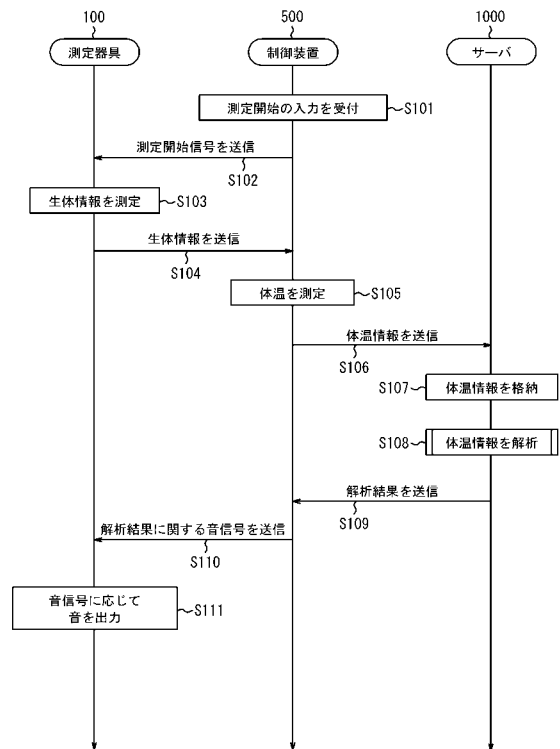 100
500
1000
測定器具
制御装置
サーバ
測定開始の入力を受付
S101
測定開始信号を送信
S102
生体情報を測定
S103
生体情報を送信
S104
体温を測定
S105
体温情報を送信
S106
S107
体温情報を格納
S108
体温情報を解析
解析結果を送信
S109
解析結果に関する音信号を送信
S110
音信号に応じて
音を出力
S111